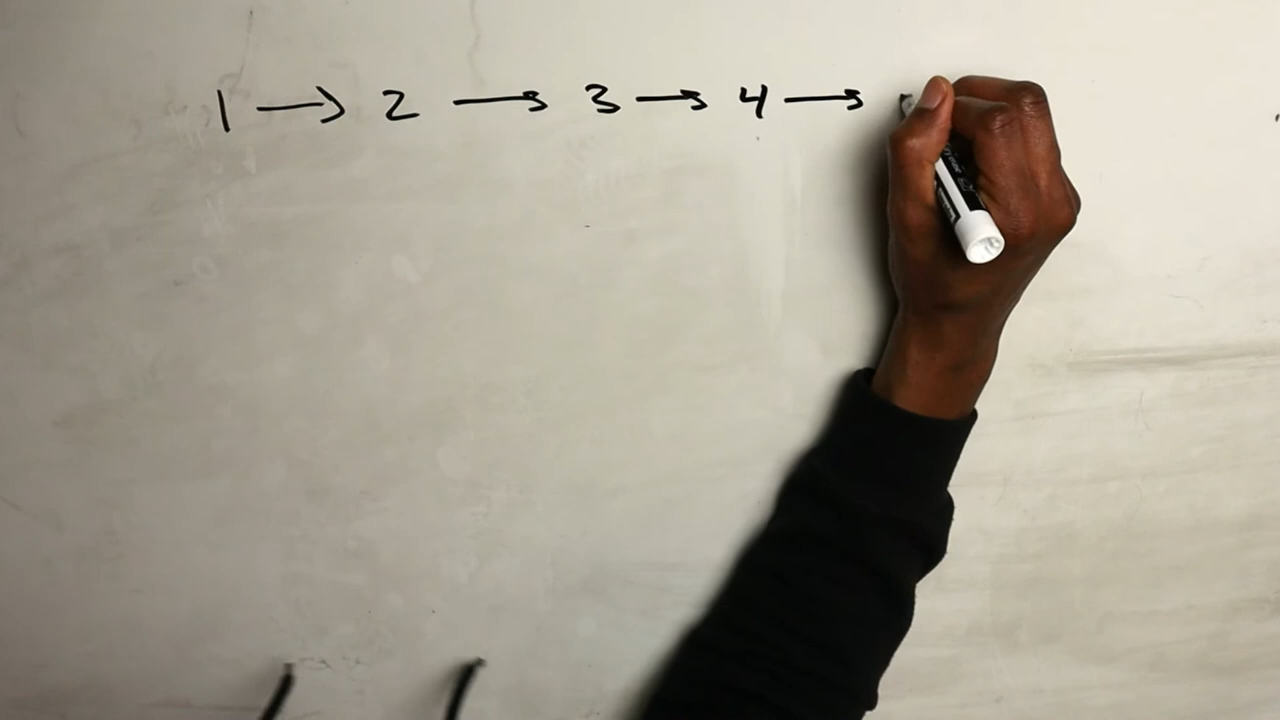 1 → 2 → 3 → 4 →